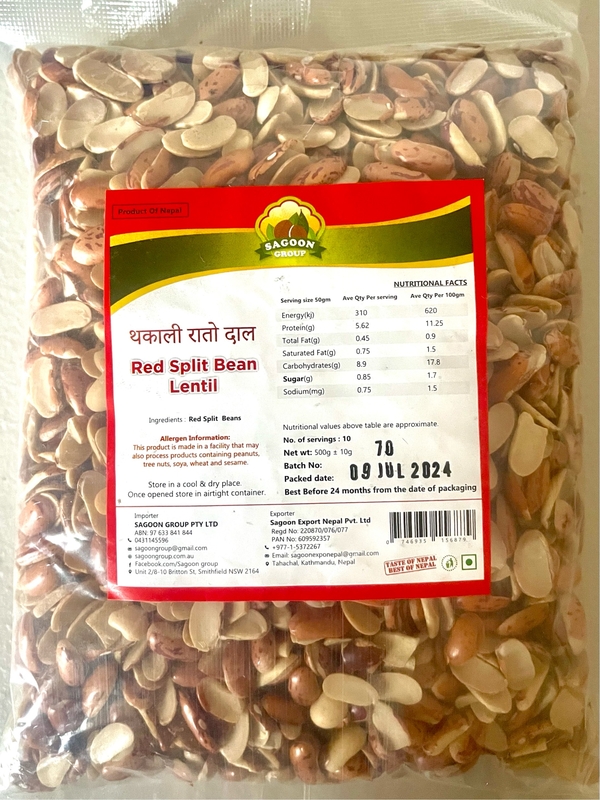 Product Of Nepal
SAGOON
GROUP
थकाली रातो दाल
Red Split Bean
Lentil
Ingredients : Red Split Beans
Allergen Information:
This product is made in a facility that may
also process products containing peanuts,
tree nuts, soya, wheat and sesame.
Store in a cool & dry place.
Once opened store in airtight container.
NUTRITIONAL FACTS
Serving size 50gm Ave Qty Per serving Ave Qty Per 100gm
Energy(kj) 310 620
Protein(g) 5.62 11.25
Total Fat(g) 0.45 0.9
Saturated Fat(g) 0.75 1.5
Carbohydrates(g) 8.9 17.8
Sugar(g) 0.85 1.7
Sodium(mg) 0.75 1.5
Nutritional values above table are approximate.
No. of servings : 10
Net wt: 500g ± 10g
Batch No: 70
Packed date: 09 JUL 2024
Best Before 24 months from the date of packaging
Importer
SAGOON GROUP PTY LTD
ABN: 97 633 841 844
0431145596
sagoongroup@gmail.com
sagoongroup.com.au
Facebook.com/Sagoon group
Unit 2/8-10 Britton St, Smithfield NSW 2164
Exporter
Sagoon Export Nepal Pvt. Ltd
Regd No: 220870/076/077
PAN No: 609592357
+977-1-5372267
Email: sagoonexponepal@gmail.com
Tahachal, Kathmandu, Nepal
0 746935 156879
TASTE OF NEPAL
BEST OF NEPAL